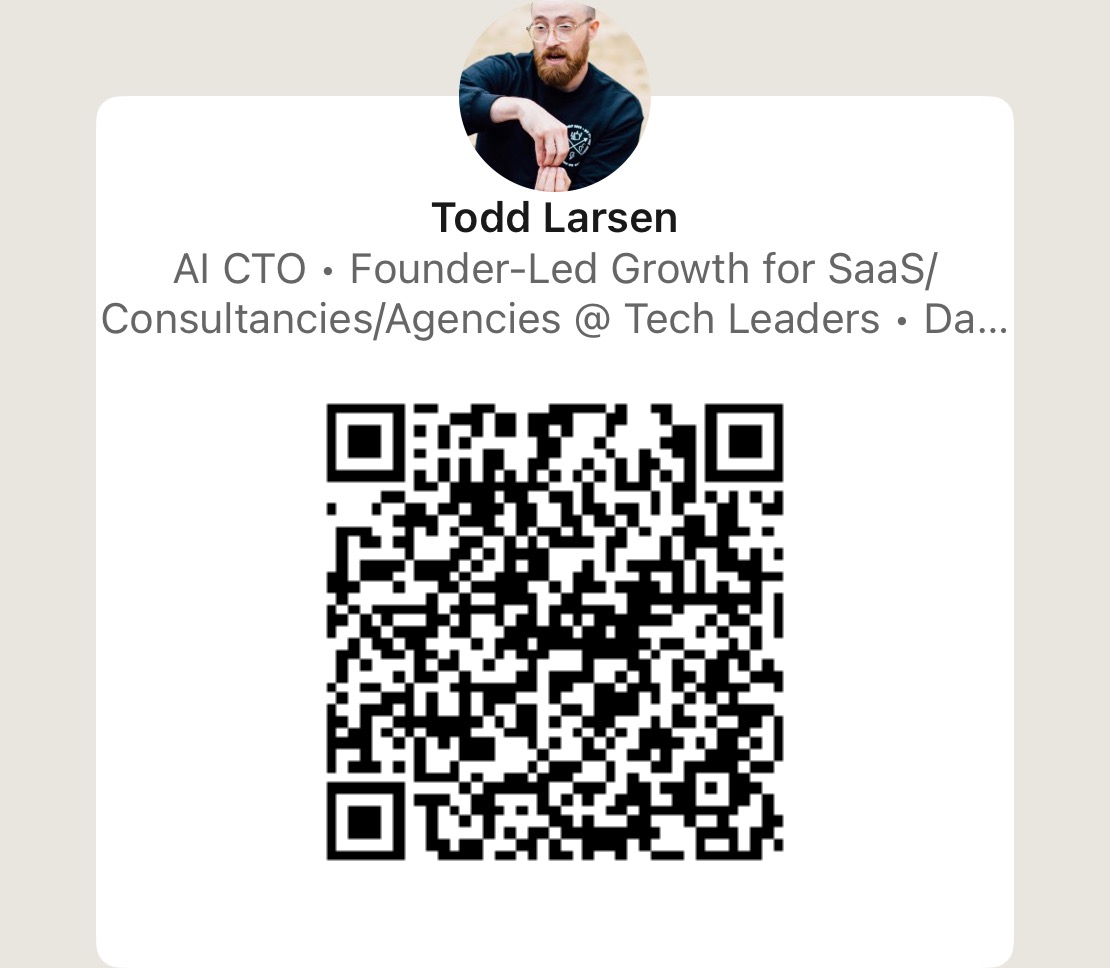 Todd Larsen
AI CTO • Founder-Led Growth for SaaS/
Consultancies/Agencies @ Tech Leaders • Da...